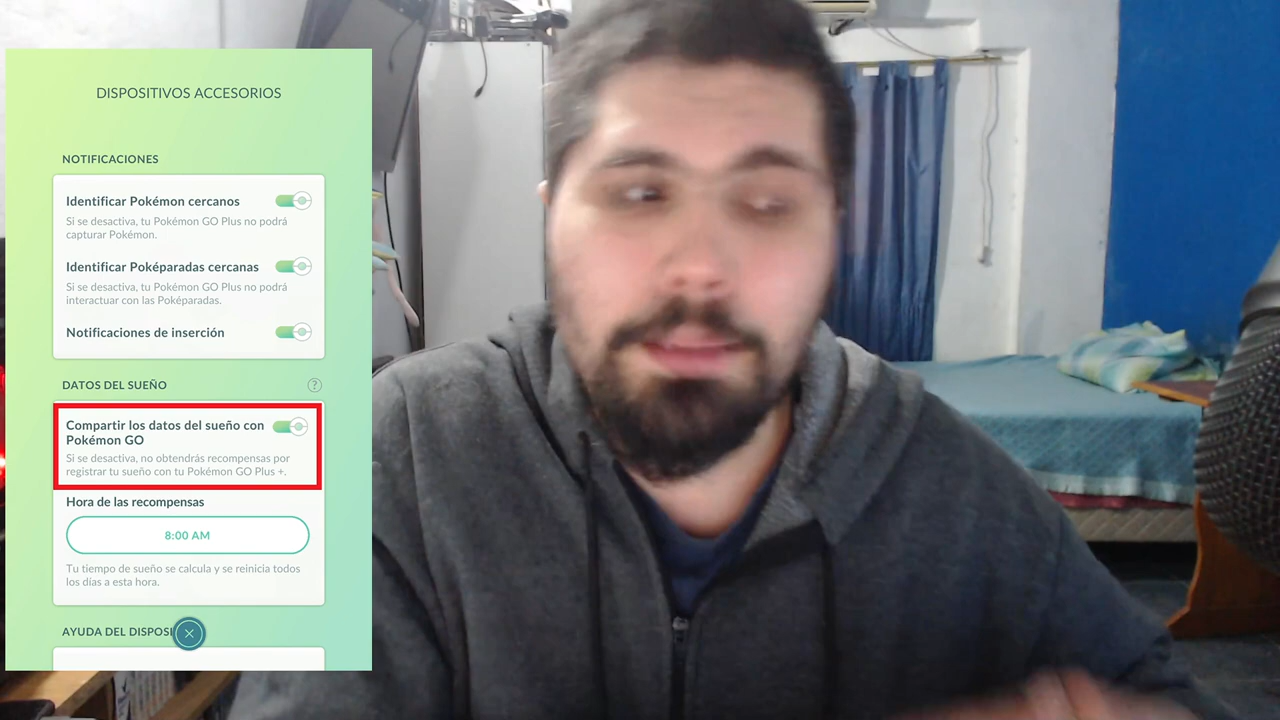 DISPOSITIVOS ACCESORIOS
NOTIFICACIONES
Identificar Pokémon cercanos
Si se desactiva, tu Pokémon GO Plus no podrá
capturar Pokémon.
Identificar Poképaradas cercanas
Si se desactiva, tu Pokémon GO Plus no podrá
interactuar con las Poképaradas.
Notificaciones de inserción
DATOS DEL SUEÑO
?
Compartir los datos del sueño con
Pokémon GO
Si se desactiva, no obtendrás recompensas por
registrar tu sueño con tu Pokémon GO Plus +.
Hora de las recompensas
8:00 AM
Tu tiempo de sueño se calcula y se reinicia todos
los días a esta hora.
AYUDA DEL DISPOSI